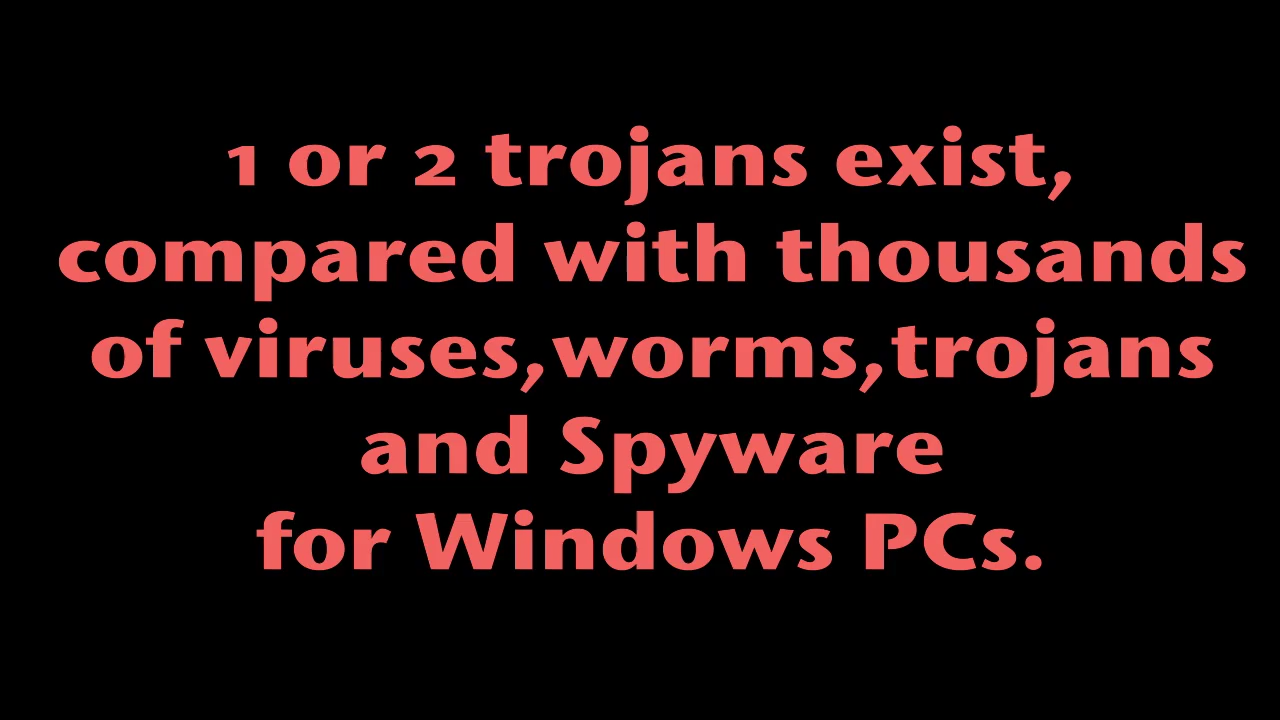 1 or 2 trojans exist,
compared with thousands
of viruses,worms,trojans
and Spyware
for Windows PCs.